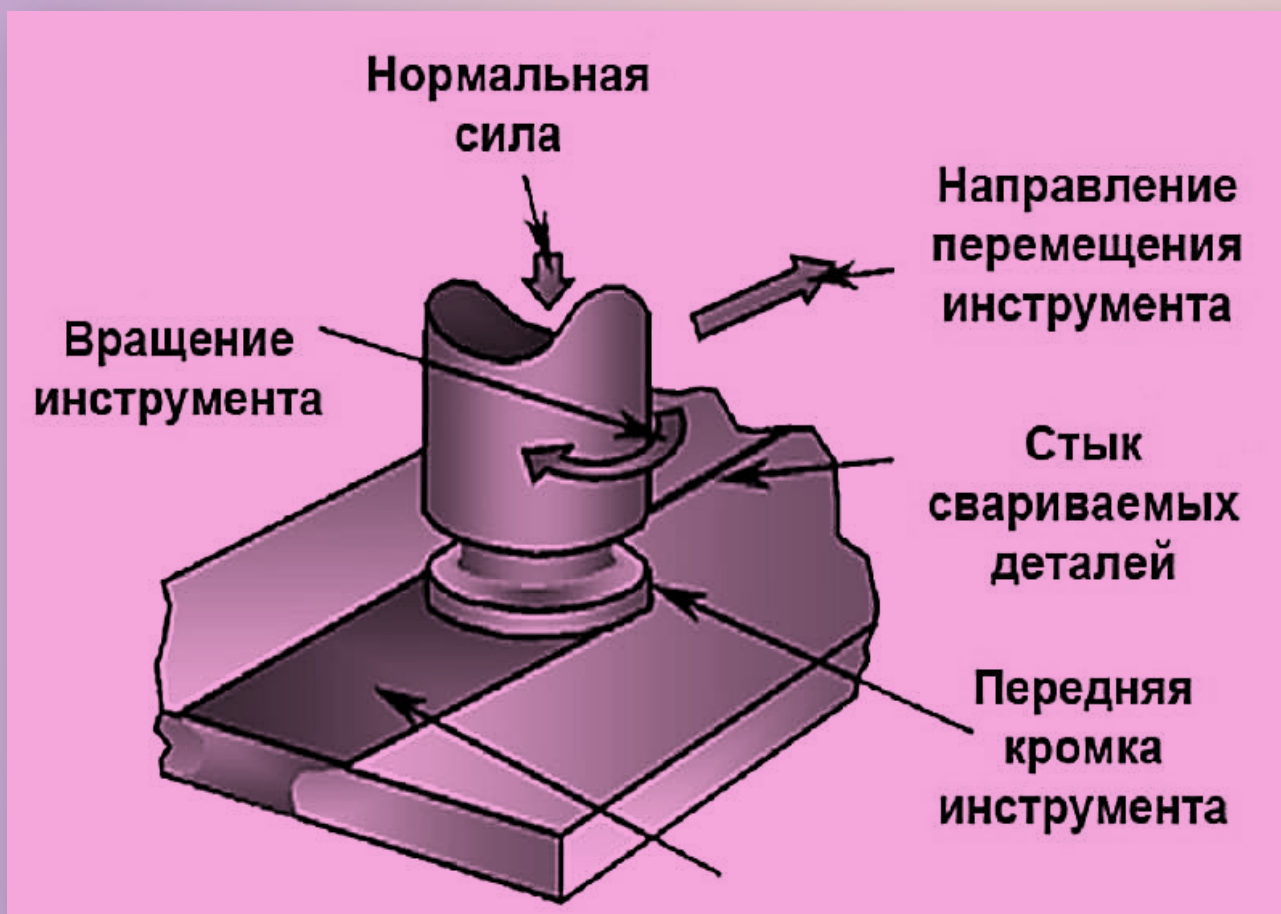 Нормальная
сила
Направление
перемещения
инструмента
Вращение
инструмента
Стык
свариваемых
деталей
Передняя
кромка
инструмента